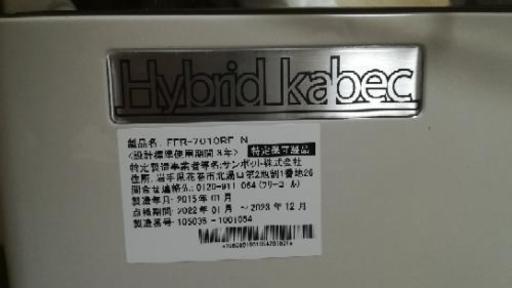 Hybrid kabec
製品名: FFR-7010RF N
<設計標準使用期間 8年> 特定保守製品
特定製造事業者等名: サンポット株式会社
住所: 岩手県花巻市北湯口第2地割1番地26
問合せ連絡先: 0120-911 064 (フリーコール)
製造年月: 2015年 01月
点検期間: 2022年 01月 ～ 2023年 12月
製造番号: 105036 - 1001054